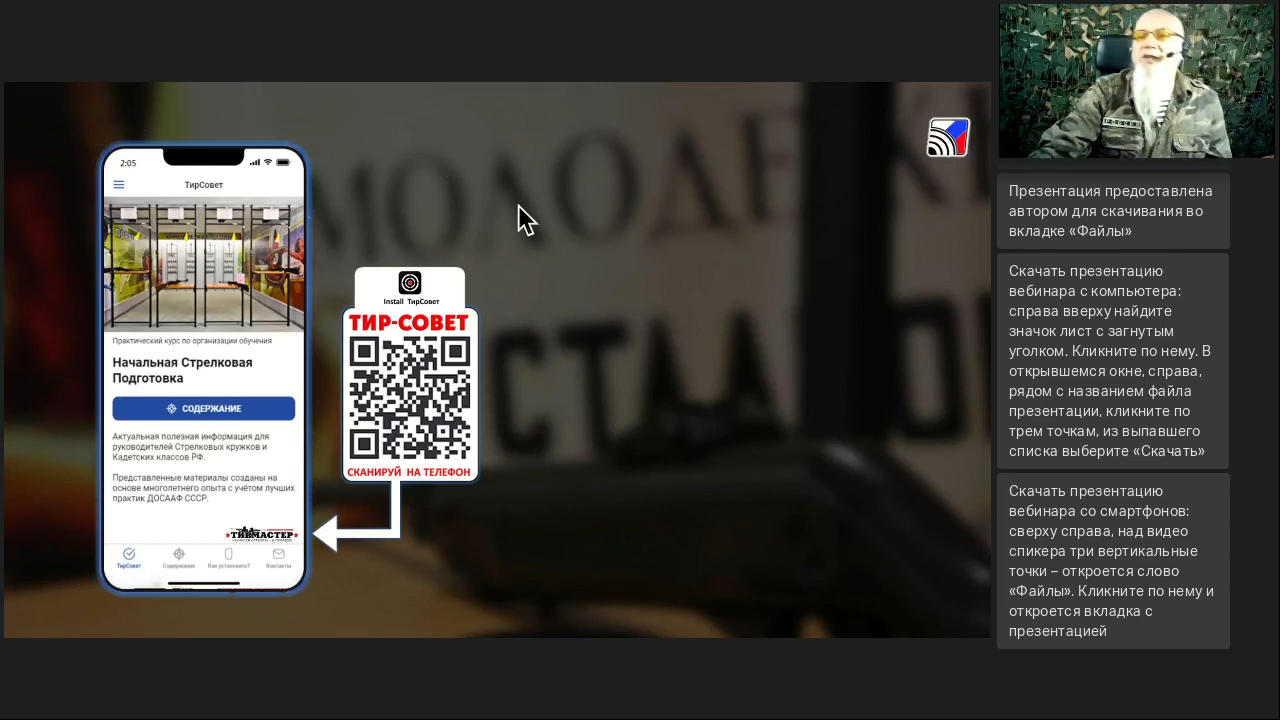 2:05
ТирСовет
Практический курс по организации обучения
Начальная Стрелковая
Подготовка
СОДЕРЖАНИЕ
Актуальная полезная информация для
руководителей Стрелковых кружков и
Кадетских классов РФ.
Представленные материалы созданы на
основе многолетнего опыта с учётом лучших
практик ДОСААФ СССР.
ТИРМАСТЕР
ТирСовет Содержание Как установить? Контакты
Install ТирСовет
ТИР-СОВЕТ
СКАНИРУЙ НА ТЕЛЕФОН
МОЛОДЕ
РОССИЯ
Презентация предоставлена
автором для скачивания во
вкладке «Файлы»
Скачать презентацию
вебинара с компьютера:
справа вверху найдите
значок лист с загнутым
уголком. Кликните по нему. В
открывшемся окне, справа,
рядом с названием файла
презентации, кликните по
трем точкам, из выпавшего
списка выберите «Скачать»
Скачать презентацию
вебинара со смартфонов:
сверху справа, над видео
спикера три вертикальные
точки – откроется слово
«Файлы». Кликните по нему и
откроется вкладка с
презентацией